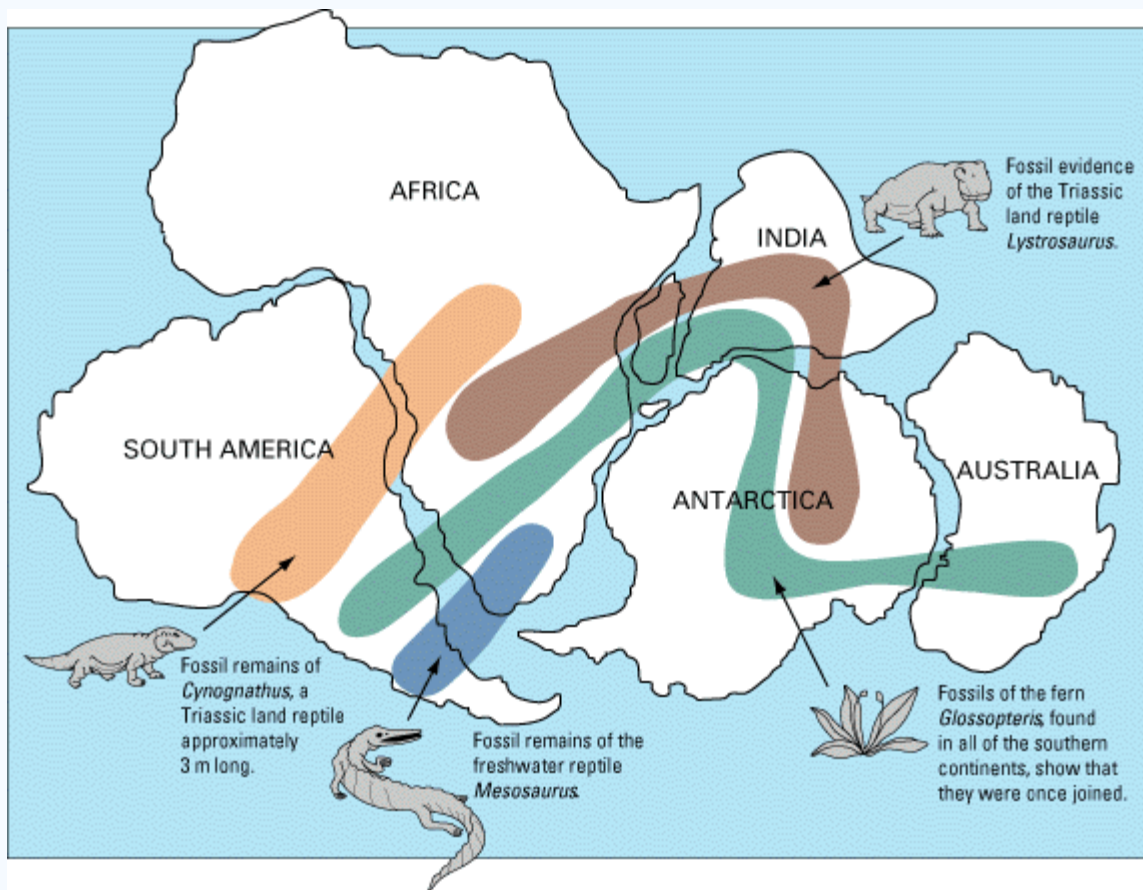 AFRICA
INDIA
SOUTH AMERICA
ANTARCTICA
AUSTRALIA
Fossil evidence
of the Triassic
land reptile
Lystrosaurus.
Fossil remains of
Cynognathus, a
Triassic land reptile
approximately
3 m long.
Fossil remains of the
freshwater reptile
Mesosaurus.
Fossils of the fern
Glossopteris, found
in all of the southern
continents, show that
they were once joined.